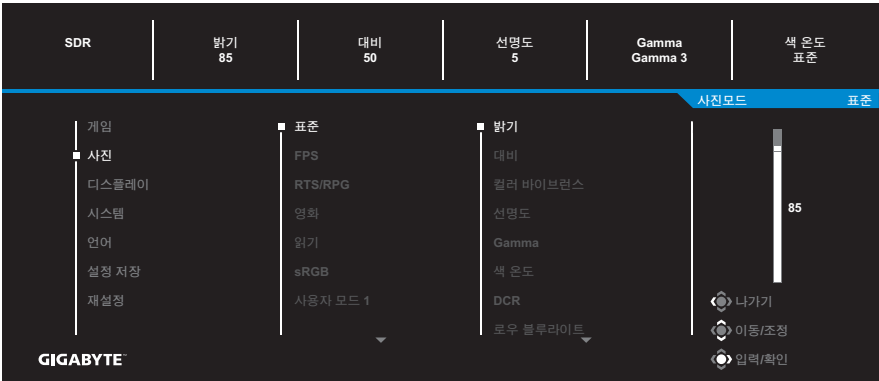 SDR
밝기
85
대비
50
선명도
5
Gamma
Gamma 3
색 온도
표준
사진모드 표준
게임
사진
디스플레이
시스템
언어
설정 저장
재설정
표준
FPS
RTS/RPG
영화
읽기
sRGB
사용자 모드 1
밝기
대비
컬러 바이브런스
선명도
Gamma
색 온도
DCR
로우 블루라이트
85
나가기
이동/조정
입력/확인
GIGABYTE™